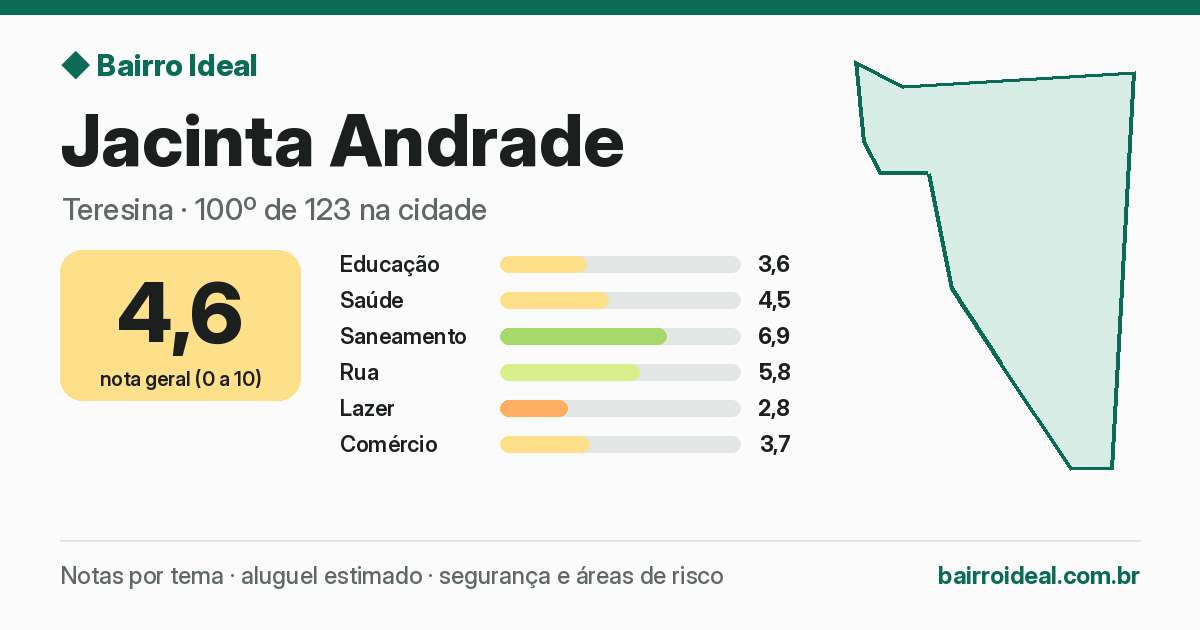 Bairro Ideal
Jacinta Andrade
Teresina · 100º de 123 na cidade
4,6
nota geral (0 a 10)
Educação 3,6
Saúde 4,5
Saneamento 6,9
Rua 5,8
Lazer 2,8
Comércio 3,7
Notas por tema · aluguel estimado · segurança e áreas de risco
bairroideal.com.br